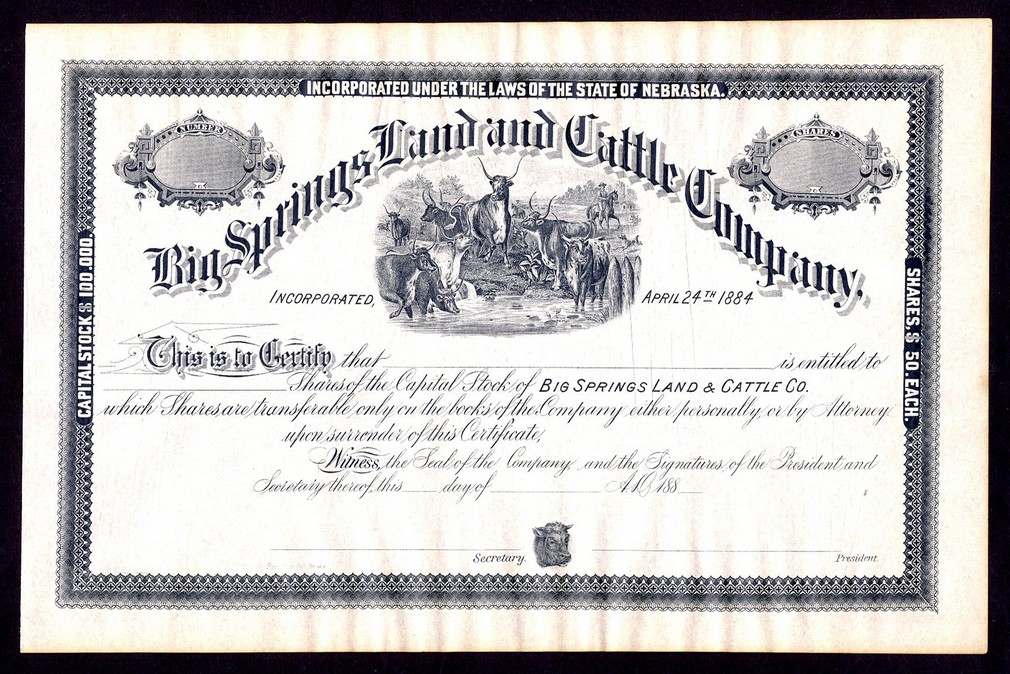 INCORPORATED UNDER THE LAWS OF THE STATE OF NEBRASKA.
NUMBER
SHARES
Big Springs Land and Cattle Company.
INCORPORATED, APRIL 24TH 1884
CAPITAL STOCK $ 100,000.
SHARES, $ 50 EACH.
This is to Certify that is entitled to
Shares of the Capital Stock of BIG SPRINGS LAND & CATTLE CO.
which Shares are transferable only on the books of the Company either personally or by Attorney
upon surrender of this Certificate.
Witness, the Seal of the Company, and the Signatures of the President and
Secretary thereof, this day of A.D. 188
Secretary. President.